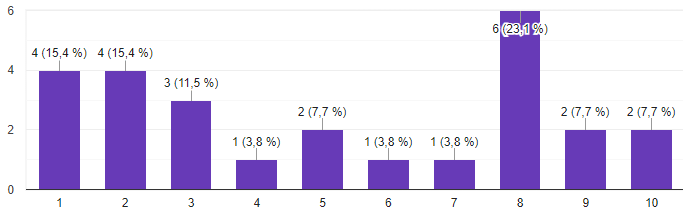 6
4
2
0
4 (15,4 %)
4 (15,4 %)
3 (11,5 %)
1 (3,8 %)
2 (7,7 %)
1 (3,8 %)
1 (3,8 %)
6 (23,1 %)
2 (7,7 %)
2 (7,7 %)
1 2 3 4 5 6 7 8 9 10